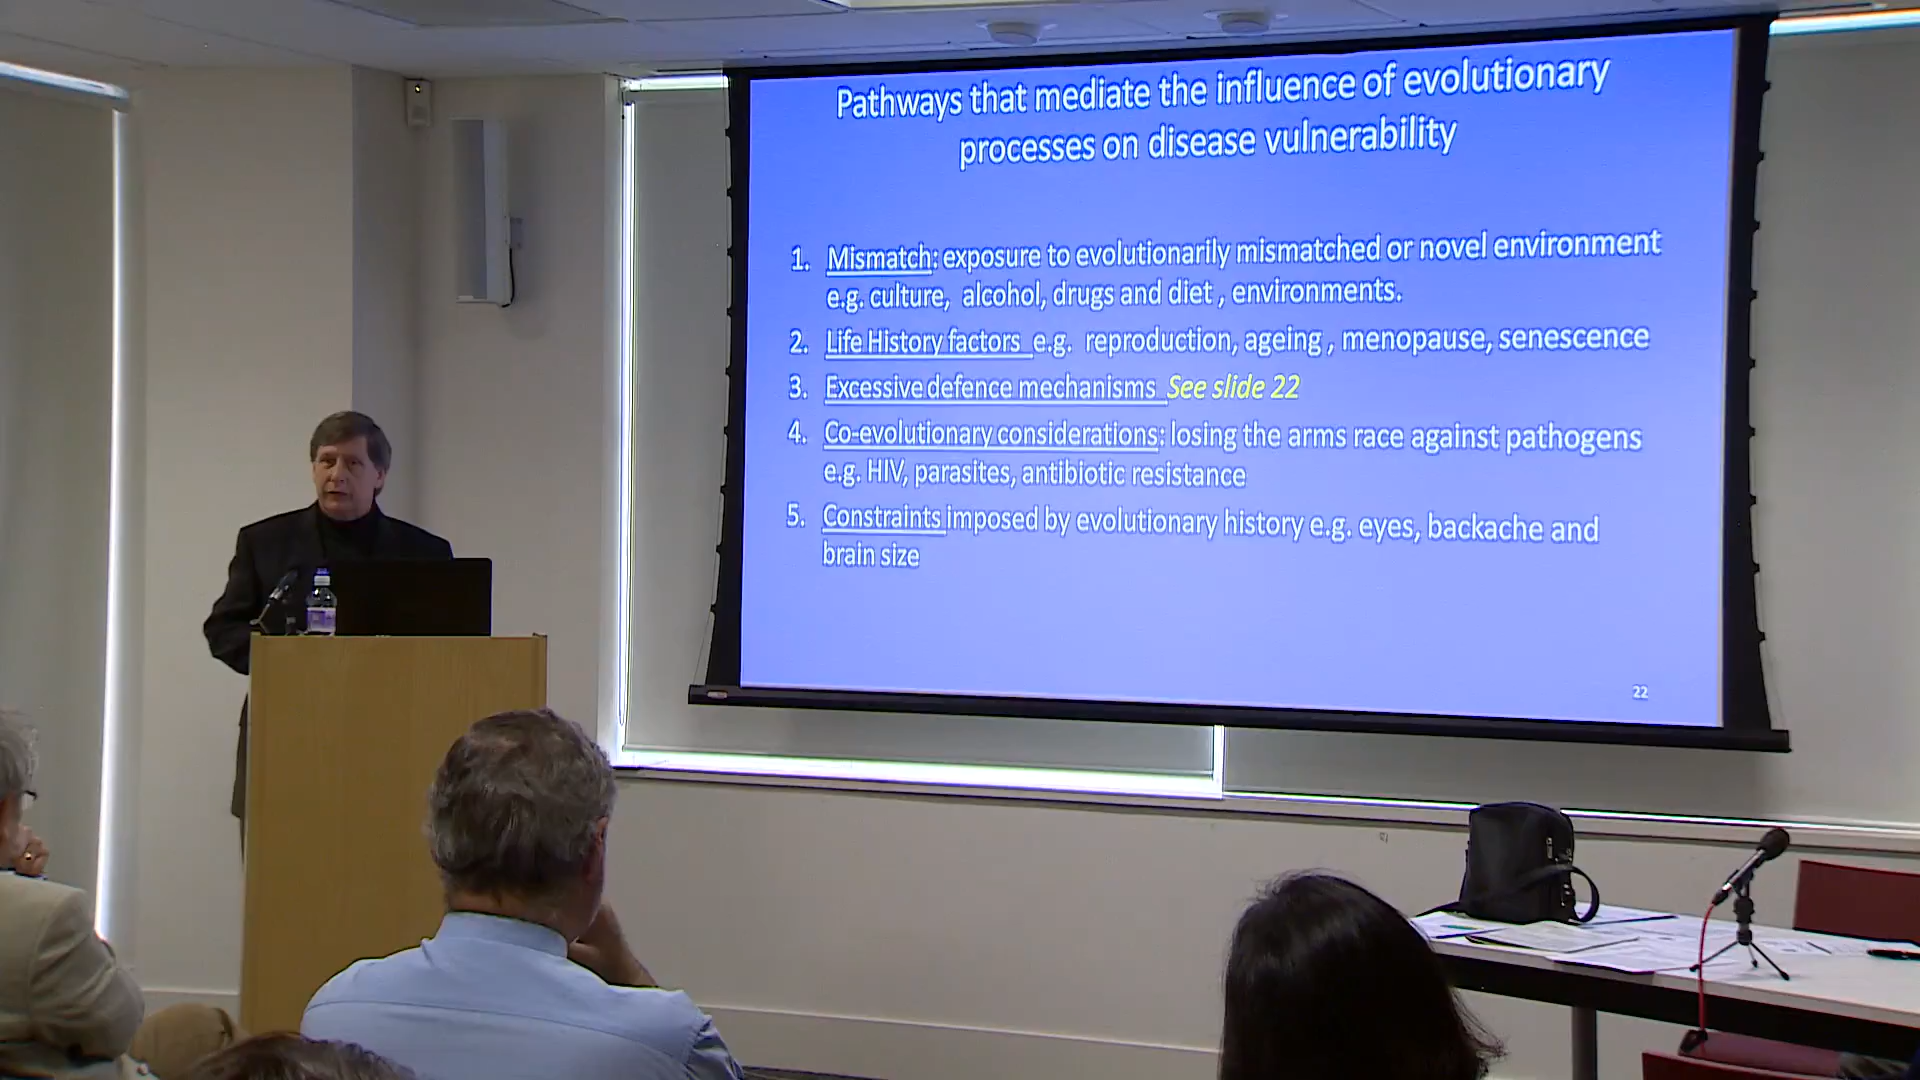 Pathways that mediate the influence of evolutionary
processes on disease vulnerability
1. Mismatch: exposure to evolutionarily mismatched or novel environment
e.g. culture, alcohol, drugs and diet , environments.
2. Life History factors e.g. reproduction, ageing , menopause, senescence
3. Excessive defence mechanisms See slide 22
4. Co-evolutionary considerations: losing the arms race against pathogens
e.g. HIV, parasites, antibiotic resistance
5. Constraints imposed by evolutionary history e.g. eyes, backache and
brain size
22